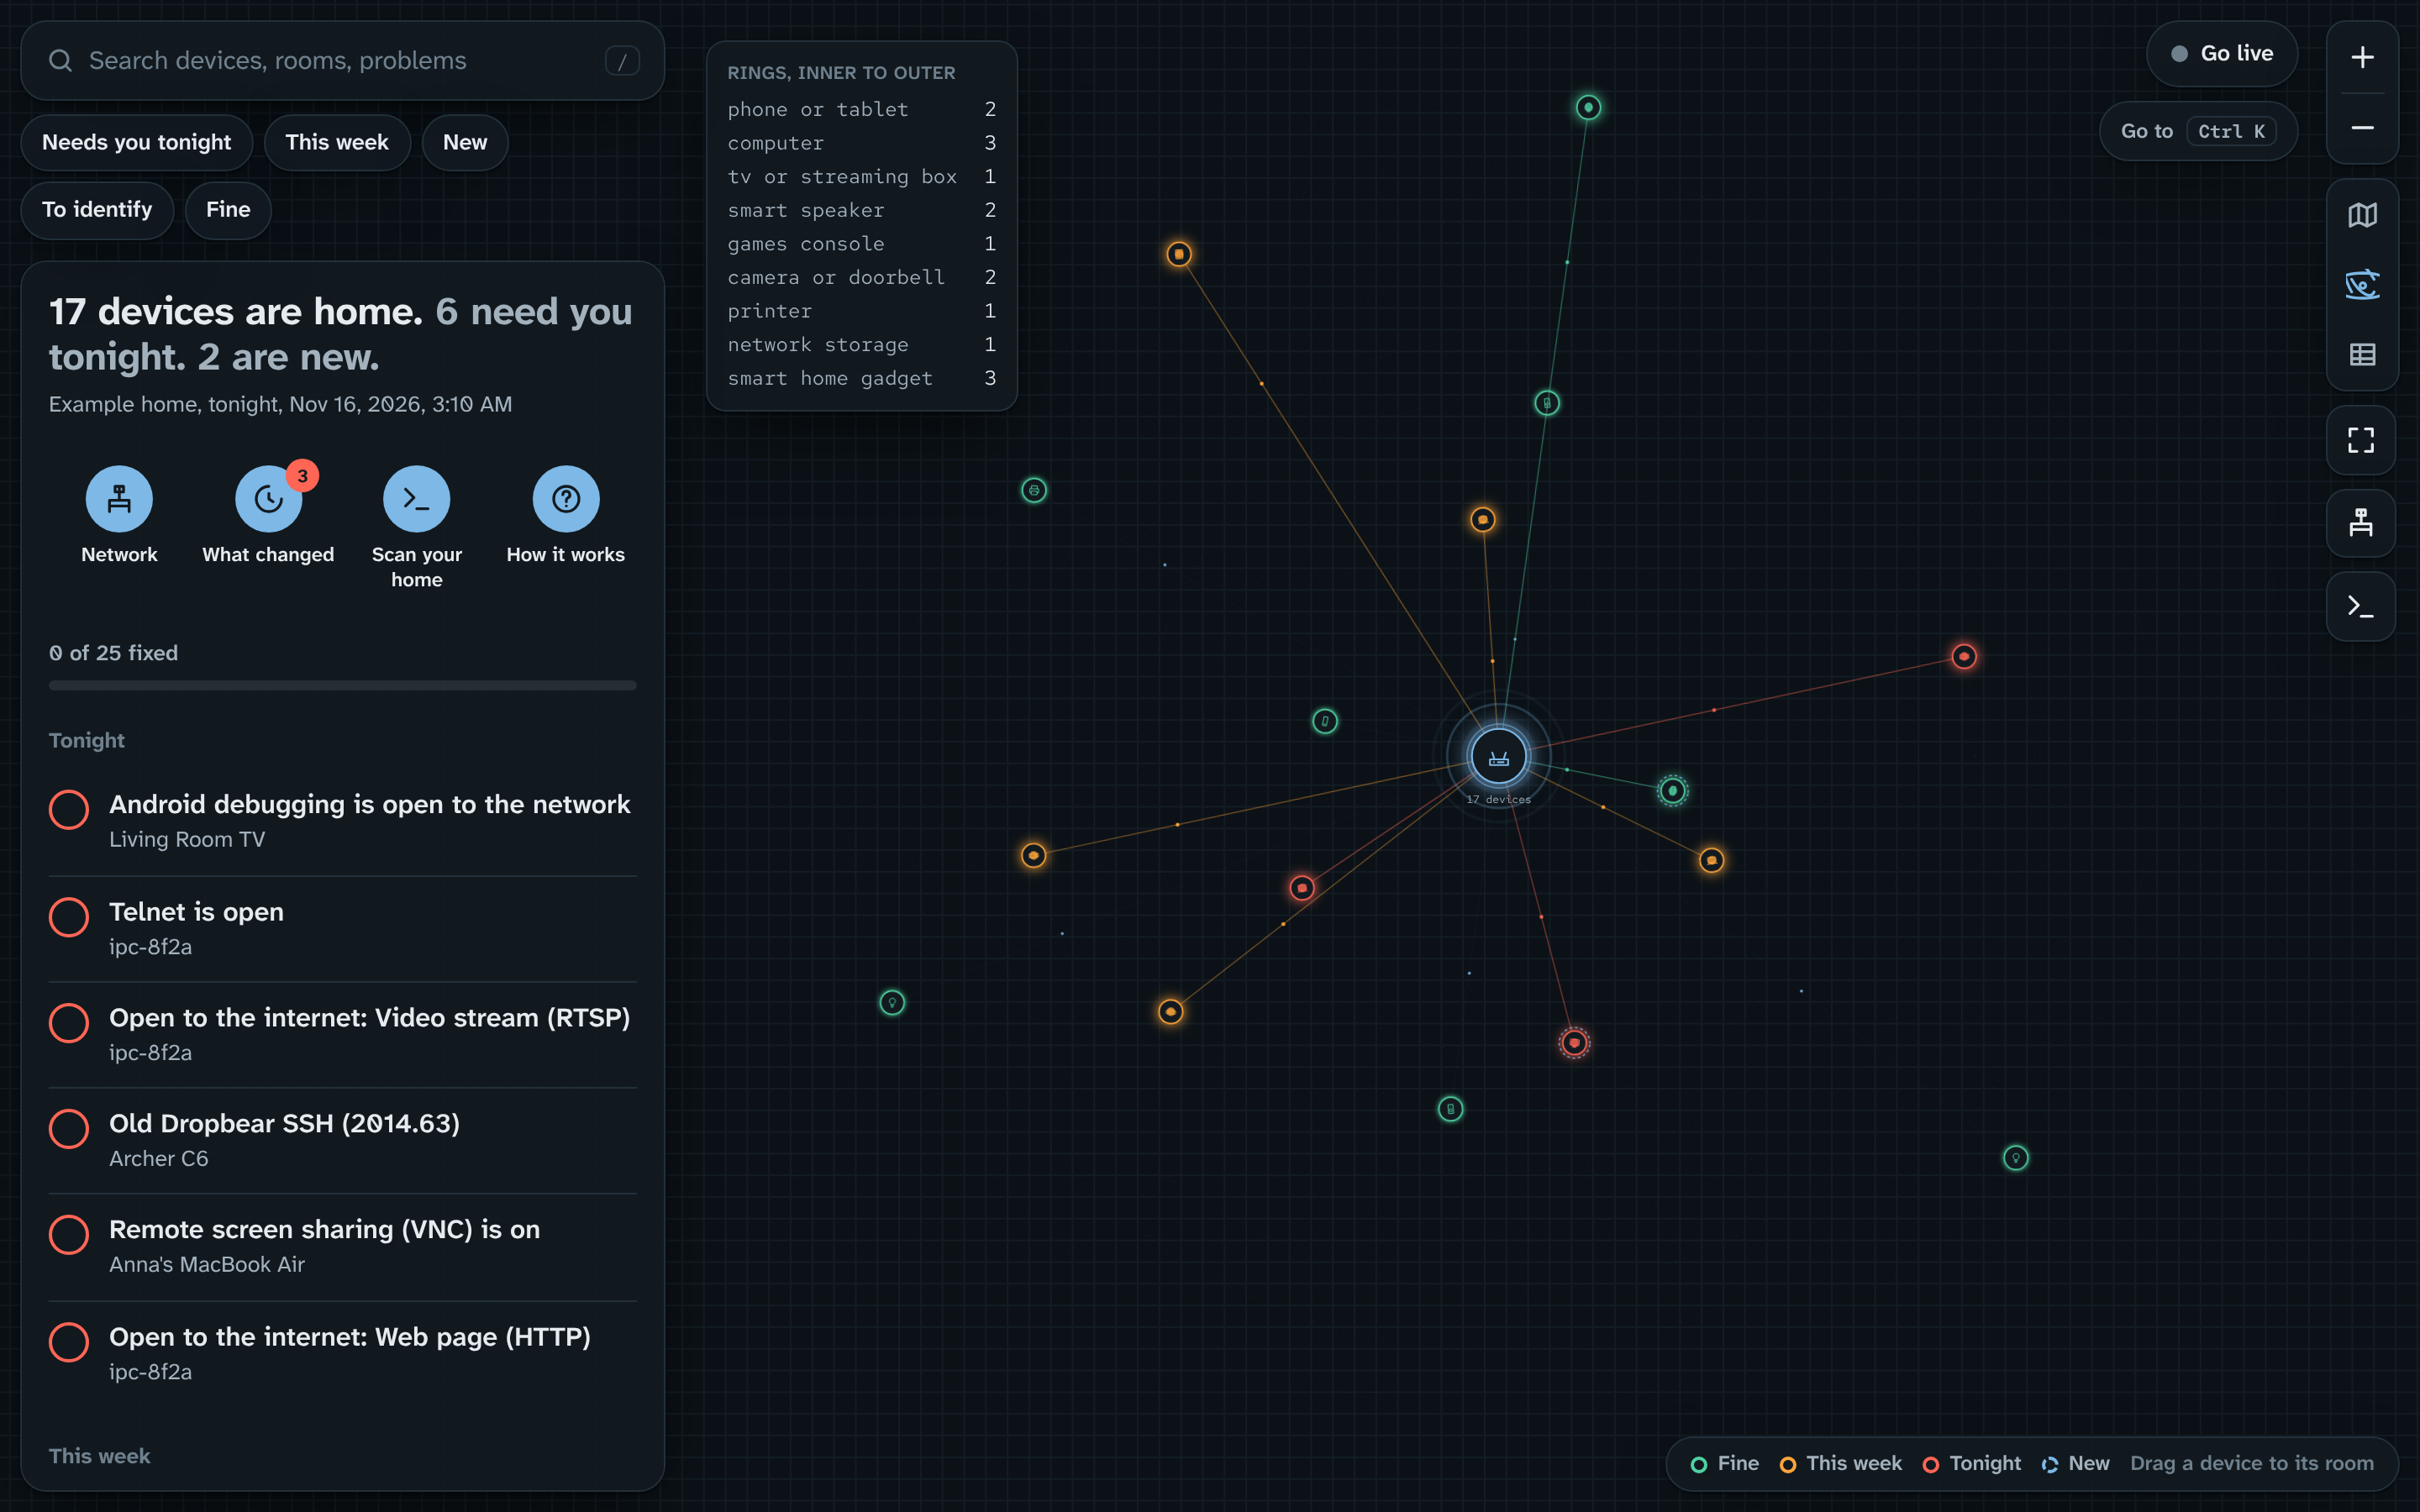 Search devices, rooms, problems /
Needs you tonight
This week
New
To identify
Fine
17 devices are home. 6 need you
tonight. 2 are new.
Example home, tonight, Nov 16, 2026, 3:10 AM
3
Network
What changed
Scan your
home
How it works
0 of 25 fixed
Tonight
Android debugging is open to the network
Living Room TV
Telnet is open
ipc-8f2a
Open to the internet: Video stream (RTSP)
ipc-8f2a
Old Dropbear SSH (2014.63)
Archer C6
Remote screen sharing (VNC) is on
Anna's MacBook Air
Open to the internet: Web page (HTTP)
ipc-8f2a
This week
RINGS, INNER TO OUTER
phone or tablet 2
computer 3
tv or streaming box 1
smart speaker 2
games console 1
camera or doorbell 2
printer 1
network storage 1
smart home gadget 3
17 devices
Go live
Go to Ctrl K
Fine
This week
Tonight
New
Drag a device to its room